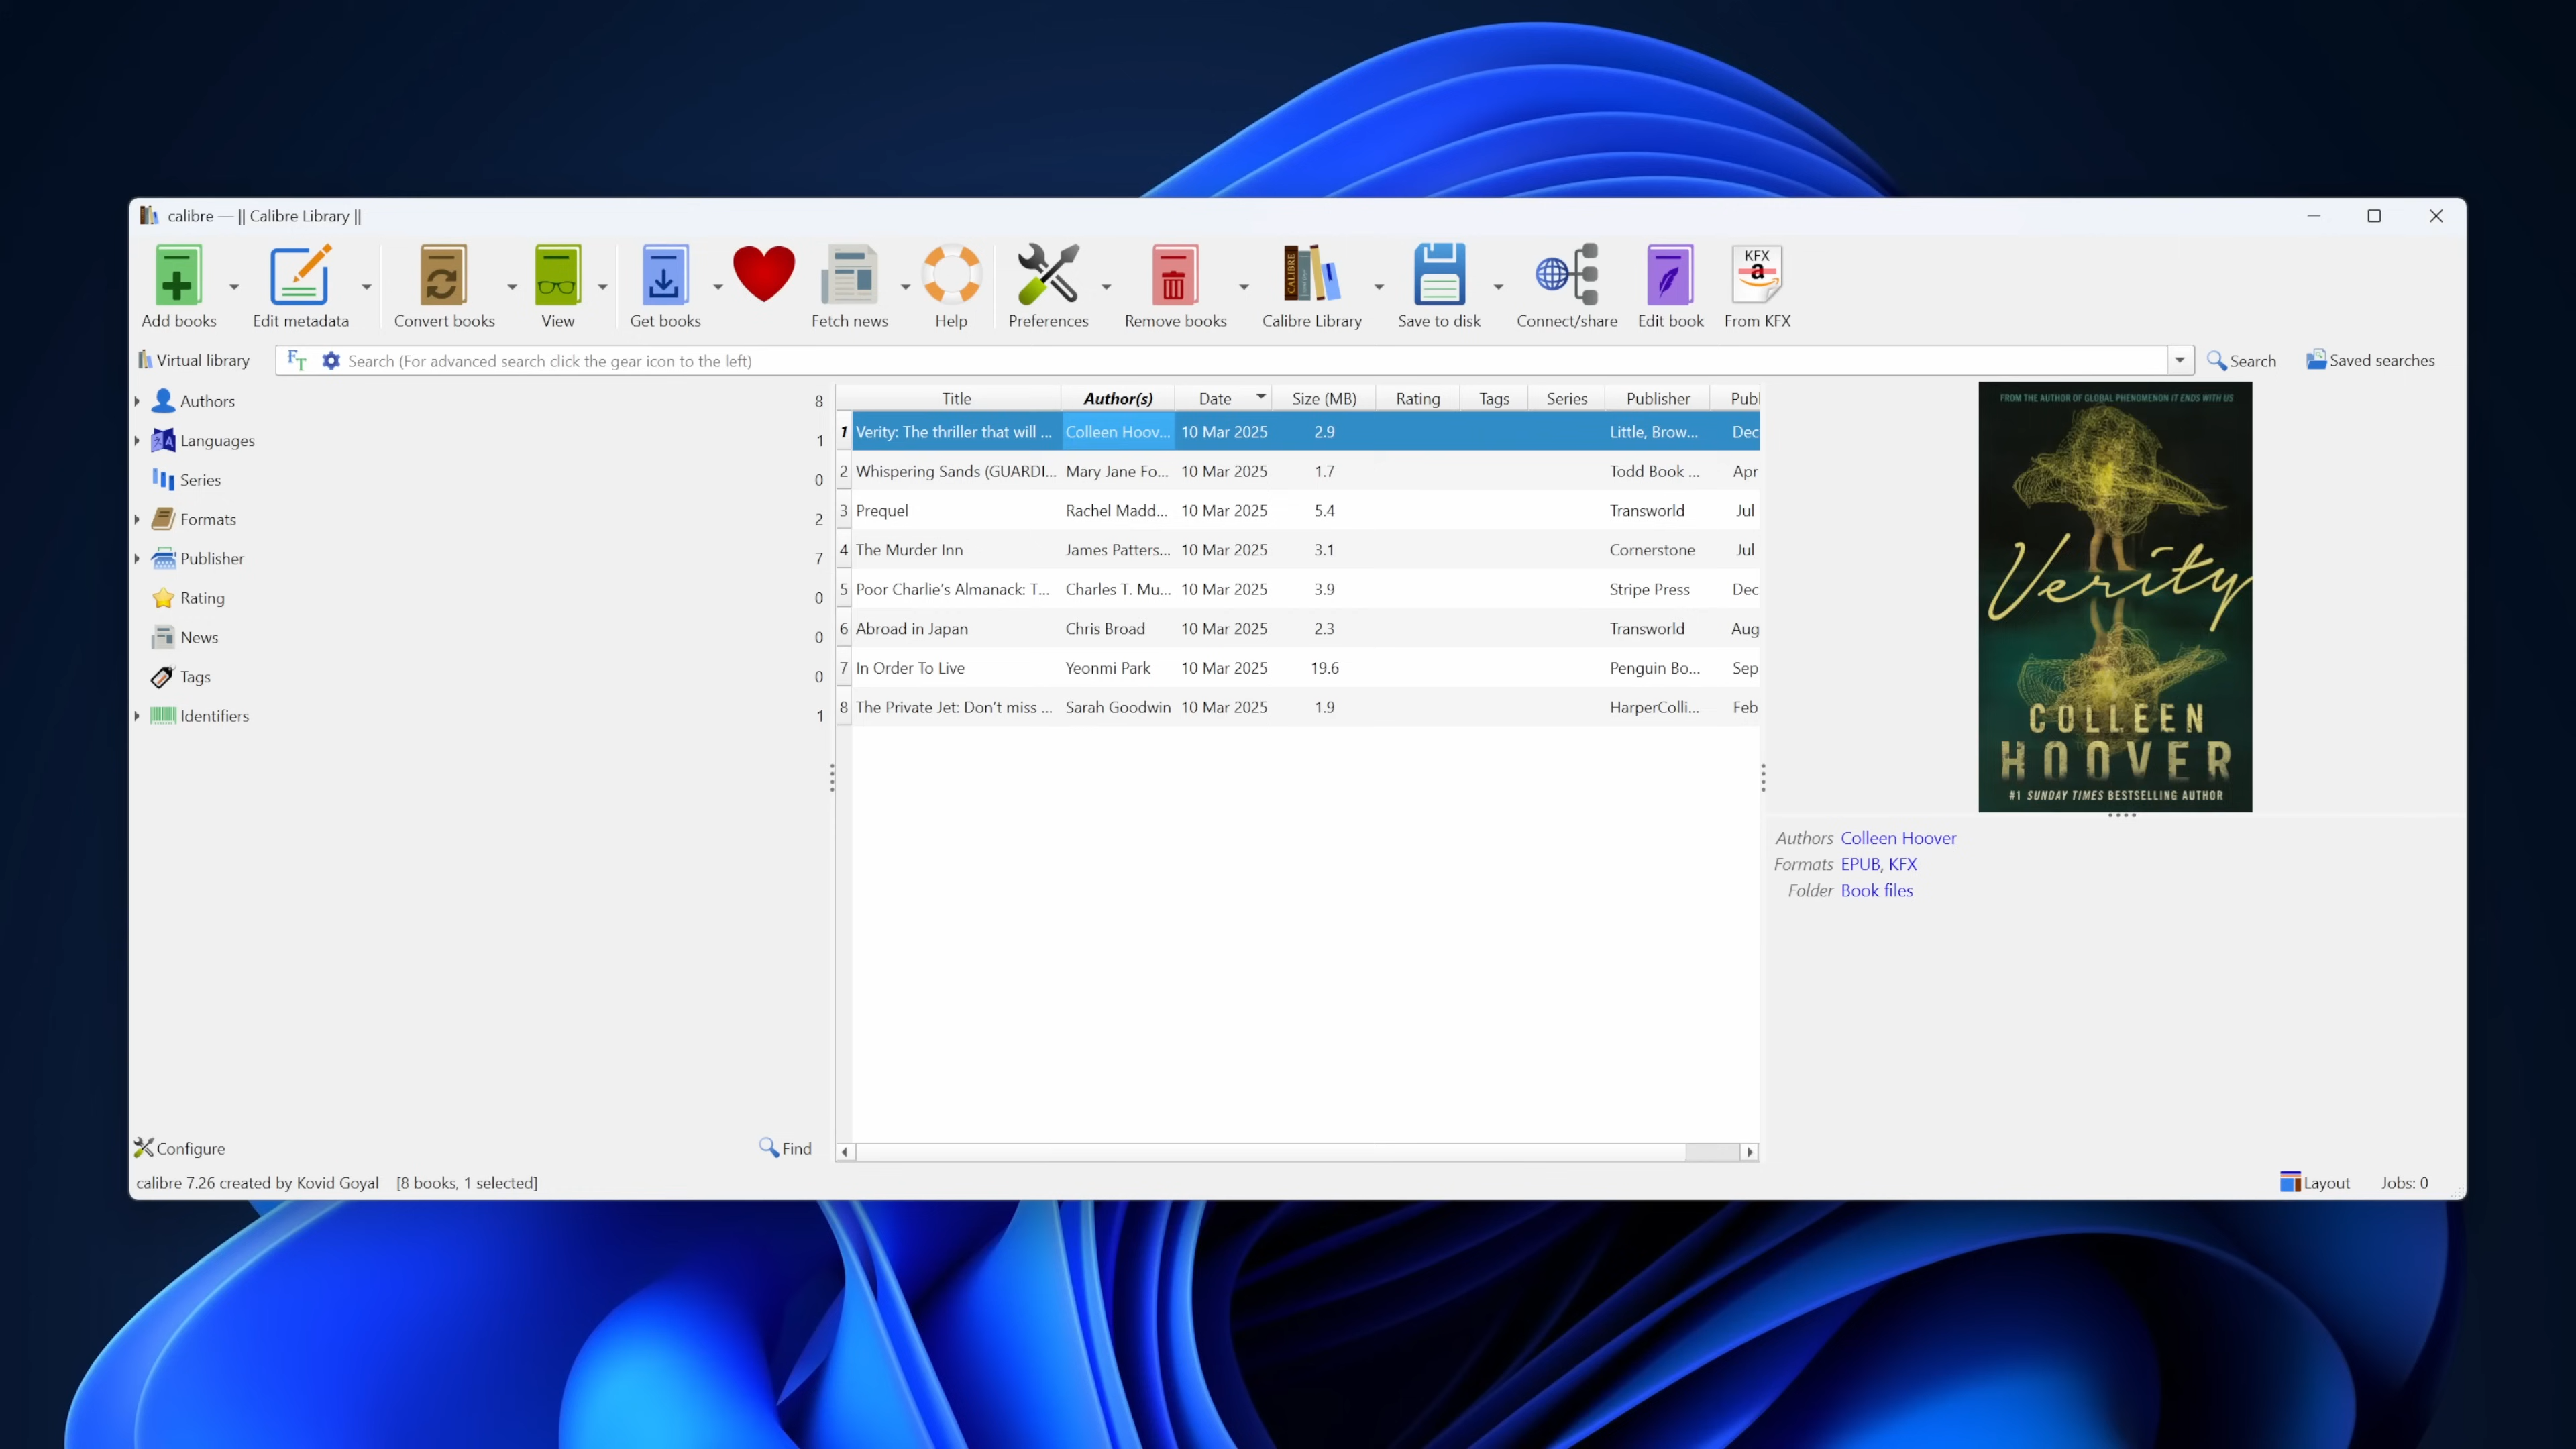 calibre — || Calibre Library ||
Add books Edit metadata Convert books View Get books Fetch news Help Preferences Remove books Calibre Library Save to disk Connect/share Edit book KFX From KFX
Virtual library Search (For advanced search click the gear icon to the left) Search Saved searches
Authors 8
Languages 1
Series 0
Formats 2
Publisher 7
Rating 0
News 0
Tags 0
Identifiers 1
Title Author(s) Date Size (MB) Rating Tags Series Publisher Publ
1 Verity: The thriller that will ... Colleen Hoov... 10 Mar 2025 2.9 Little, Brow... Dec
2 Whispering Sands (GUARDI... Mary Jane Fo... 10 Mar 2025 1.7 Todd Book ... Apr
3 Prequel Rachel Madd... 10 Mar 2025 5.4 Transworld Jul
4 The Murder Inn James Patters... 10 Mar 2025 3.1 Cornerstone Jul
5 Poor Charlie’s Almanack: T... Charles T. Mu... 10 Mar 2025 3.9 Stripe Press Dec
6 Abroad in Japan Chris Broad 10 Mar 2025 2.3 Transworld Aug
7 In Order To Live Yeonmi Park 10 Mar 2025 19.6 Penguin Bo... Sep
8 The Private Jet: Don’t miss ... Sarah Goodwin 10 Mar 2025 1.9 HarperColli... Feb
FROM THE AUTHOR OF GLOBAL PHENOMENON IT ENDS WITH US
Verity
COLLEEN
HOOVER
#1 SUNDAY TIMES BESTSELLING AUTHOR
Authors Colleen Hoover
Formats EPUB, KFX
Folder Book files
Configure Find
calibre 7.26 created by Kovid Goyal [8 books, 1 selected] Layout Jobs: 0